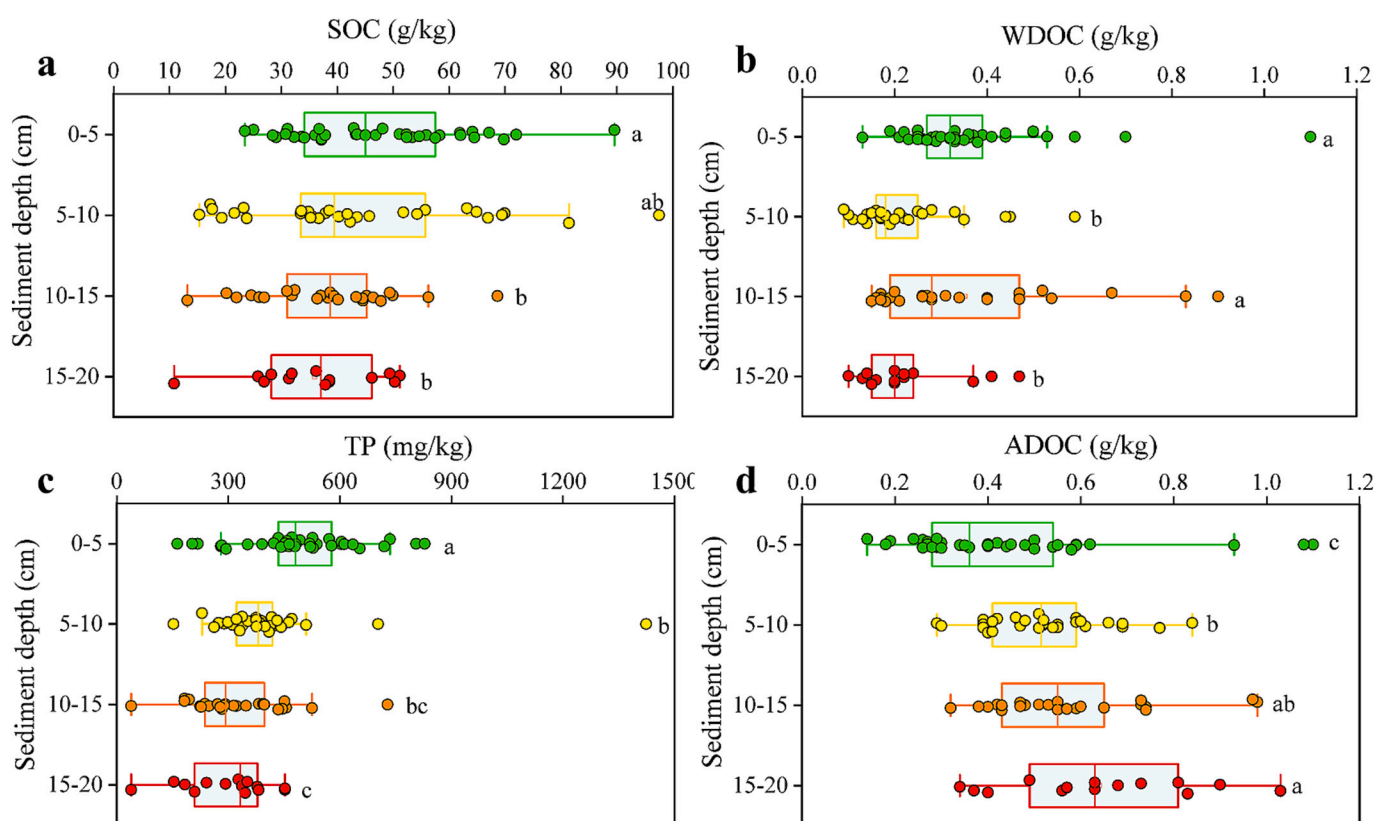 SOC (g/kg)
a
0 10 20 30 40 50 60 70 80 90 100
Sediment depth (cm)
0-5 a
5-10 ab
10-15 b
15-20 b
WDOC (g/kg)
b
0.0 0.2 0.4 0.6 0.8 1.0 1.2
Sediment depth (cm)
0-5 a
5-10 b
10-15 a
15-20 b
TP (mg/kg)
c
0 300 600 900 1200 1500
Sediment depth (cm)
0-5 a
5-10 b
10-15 bc
15-20 c
ADOC (g/kg)
d
0.0 0.2 0.4 0.6 0.8 1.0 1.2
Sediment depth (cm)
0-5 c
5-10 b
10-15 ab
15-20 a